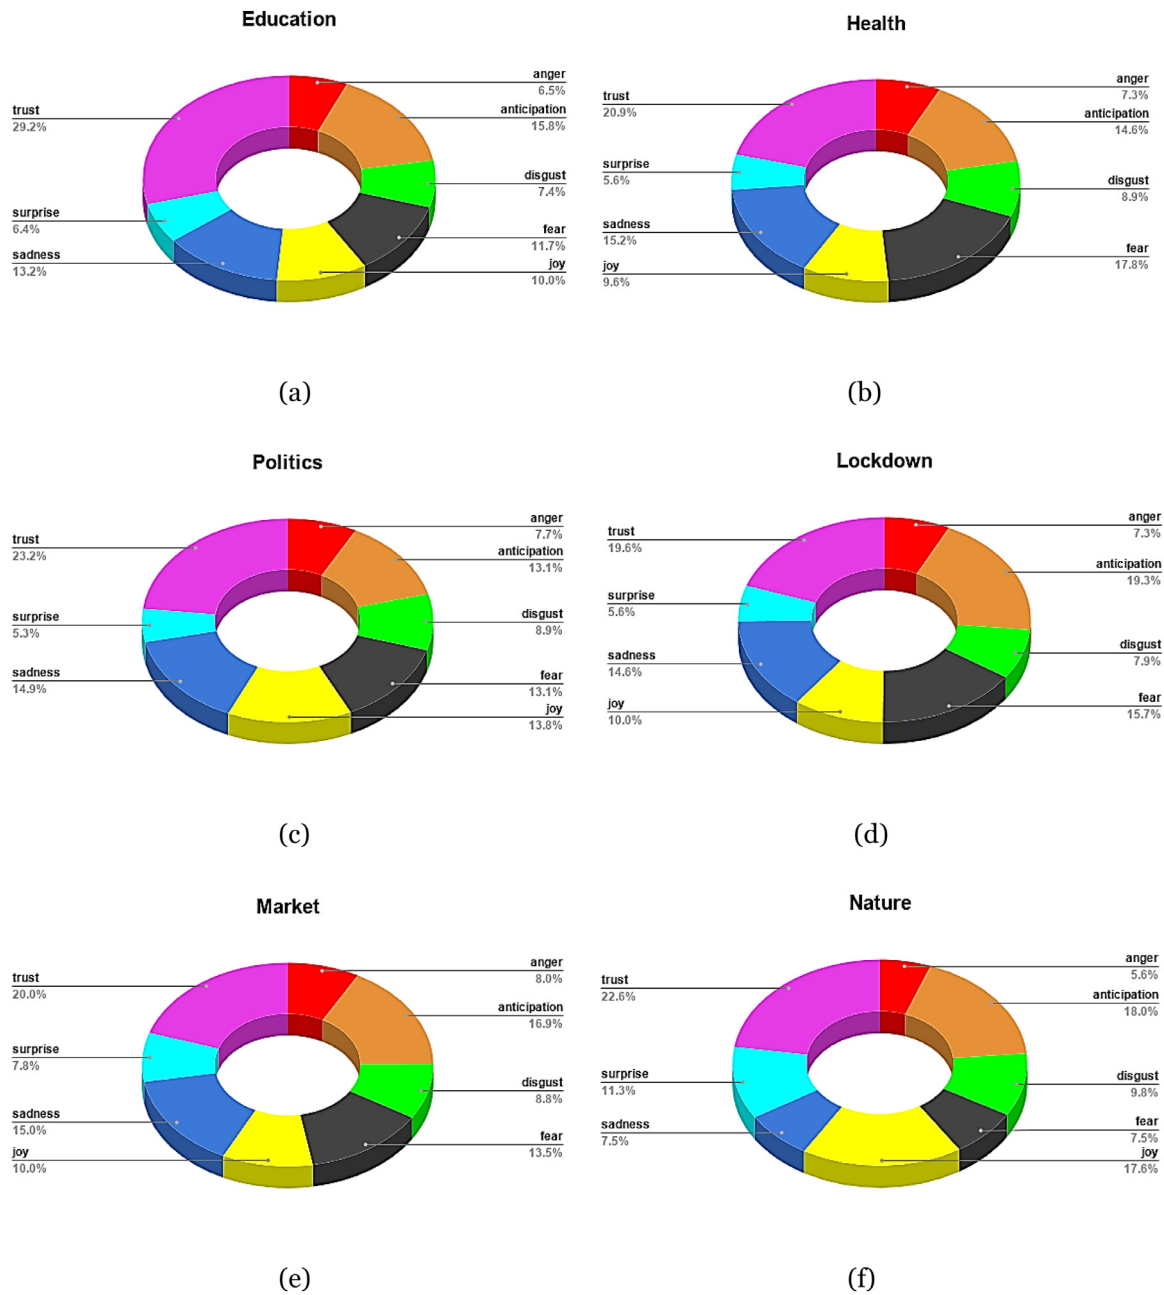 Education
anger
6.5%
anticipation
15.8%
disgust
7.4%
fear
11.7%
joy
10.0%
sadness
13.2%
surprise
6.4%
trust
29.2%
(a)
Health
anger
7.3%
anticipation
14.6%
disgust
8.9%
fear
17.8%
joy
9.6%
sadness
15.2%
surprise
5.6%
trust
20.9%
(b)
Politics
anger
7.7%
anticipation
13.1%
disgust
8.9%
fear
13.1%
joy
13.8%
sadness
14.9%
surprise
5.3%
trust
23.2%
(c)
Lockdown
anger
7.3%
anticipation
19.3%
disgust
7.9%
fear
15.7%
joy
10.0%
sadness
14.6%
surprise
5.6%
trust
19.6%
(d)
Market
anger
8.0%
anticipation
16.9%
disgust
8.8%
fear
13.5%
joy
10.0%
sadness
15.0%
surprise
7.8%
trust
20.0%
(e)
Nature
anger
5.6%
anticipation
18.0%
disgust
9.8%
fear
7.5%
joy
17.6%
sadness
7.5%
surprise
11.3%
trust
22.6%
(f)